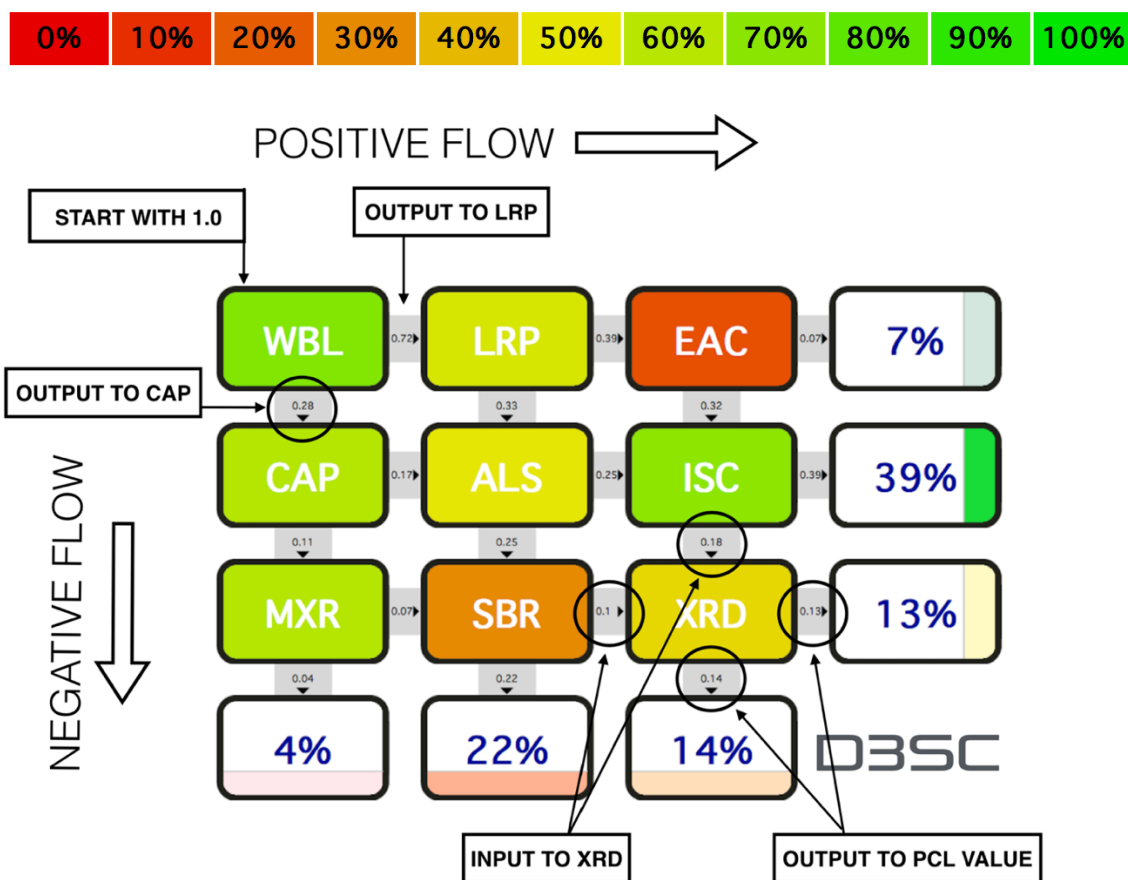 0% 10% 20% 30% 40% 50% 60% 70% 80% 90% 100%
POSITIVE FLOW
START WITH 1.0
OUTPUT TO LRP
WBL 0.72 LRP 0.39 EAC 0.07 7%
OUTPUT TO CAP
0.28 0.33 0.32
CAP 0.17 ALS 0.25 ISC 0.39 39%
NEGATIVE FLOW
0.11 0.25 0.18
MXR 0.07 SBR 0.1 XRD 0.13 13%
0.04 0.22 0.14
4% 22% 14% D3SC
INPUT TO XRD
OUTPUT TO PCL VALUE